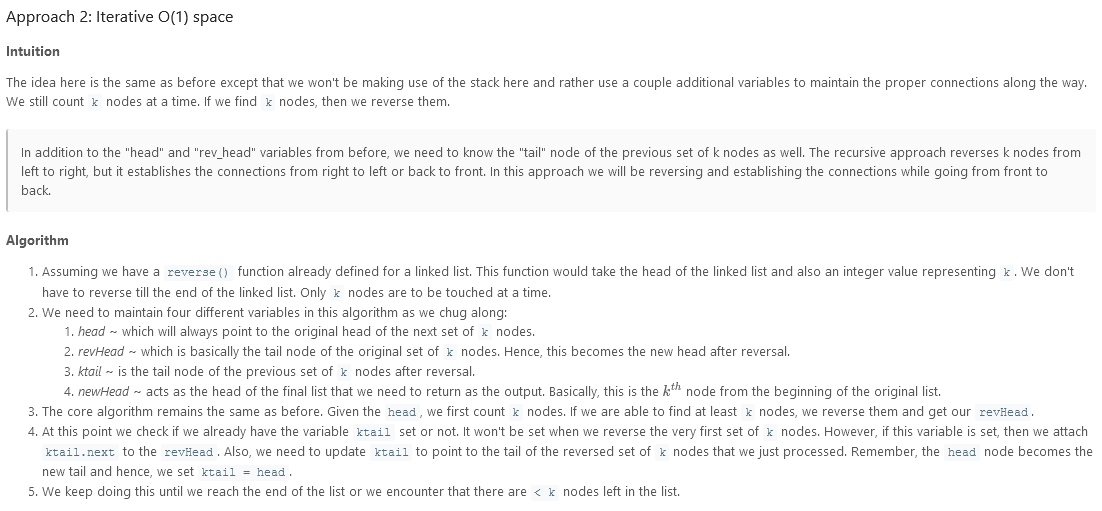 Approach 2: Iterative O(1) space
Intuition
The idea here is the same as before except that we won't be making use of the stack here and rather use a couple additional variables to maintain the proper connections along the way.
We still count k nodes at a time. If we find k nodes, then we reverse them.
In addition to the "head" and "rev_head" variables from before, we need to know the "tail" node of the previous set of k nodes as well. The recursive approach reverses k nodes from
left to right, but it establishes the connections from right to left or back to front. In this approach we will be reversing and establishing the connections while going from front to
back.
Algorithm
1. Assuming we have a reverse() function already defined for a linked list. This function would take the head of the linked list and also an integer value representing k. We don't
have to reverse till the end of the linked list. Only k nodes are to be touched at a time.
2. We need to maintain four different variables in this algorithm as we chug along:
1. head ~ which will always point to the original head of the next set of k nodes.
2. revHead ~ which is basically the tail node of the original set of k nodes. Hence, this becomes the new head after reversal.
3. ktail ~ is the tail node of the previous set of k nodes after reversal.
4. newHead ~ acts as the head of the final list that we need to return as the output. Basically, this is the k^th node from the beginning of the original list.
3. The core algorithm remains the same as before. Given the head, we first count k nodes. If we are able to find at least k nodes, we reverse them and get our revHead.
4. At this point we check if we already have the variable ktail set or not. It won't be set when we reverse the very first set of k nodes. However, if this variable is set, then we attach
ktail.next to the revHead. Also, we need to update ktail to point to the tail of the reversed set of k nodes that we just processed. Remember, the head node becomes the
new tail and hence, we set ktail = head.
5. We keep doing this until we reach the end of the list or we encounter that there are < k nodes left in the list.